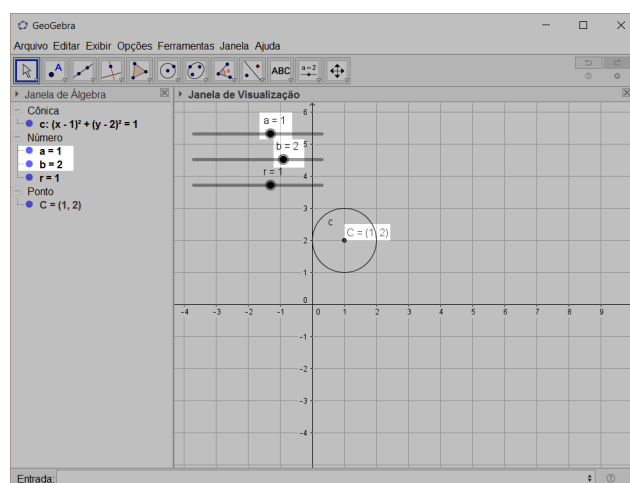 GeoGebra
Arquivo Editar Exibir Opções Ferramentas Janela Ajuda
A
ABC
a=2
Janela de Álgebra
Cônica
c: (x - 1)² + (y - 2)² = 1
Número
a = 1
b = 2
r = 1
Ponto
C = (1, 2)
Janela de Visualização
a = 1
b = 2
r = 1
c
C = (1, 2)
6
5
4
3
2
1
0
-4 -3 -2 -1 0 1 2 3 4 5 6 7 8 9
-1
-2
-3
-4
Entrada: